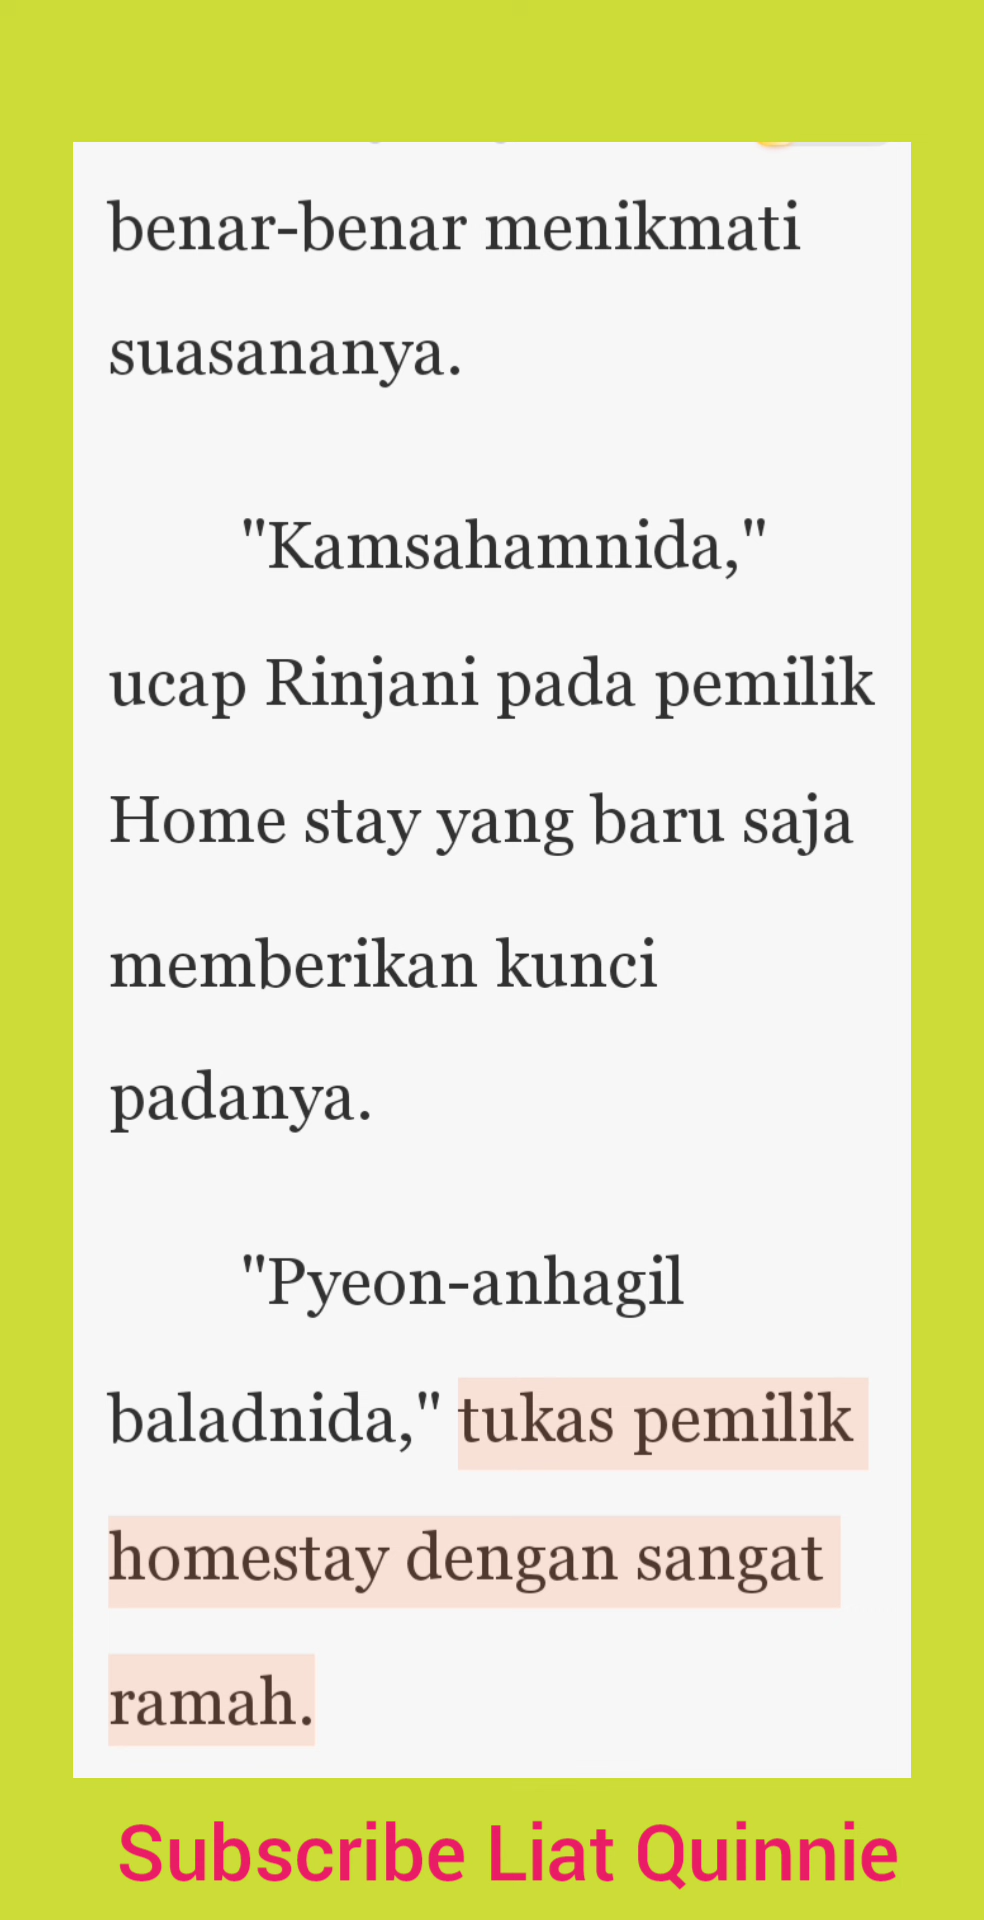 benar-benar menikmati
suasananya.
"Kamsahamnida,"
ucap Rinjani pada pemilik
Home stay yang baru saja
memberikan kunci
padanya.
"Pyeon-anhagil
baladnida," tukas pemilik
homestay dengan sangat
ramah.
Subscribe Liat Quinnie